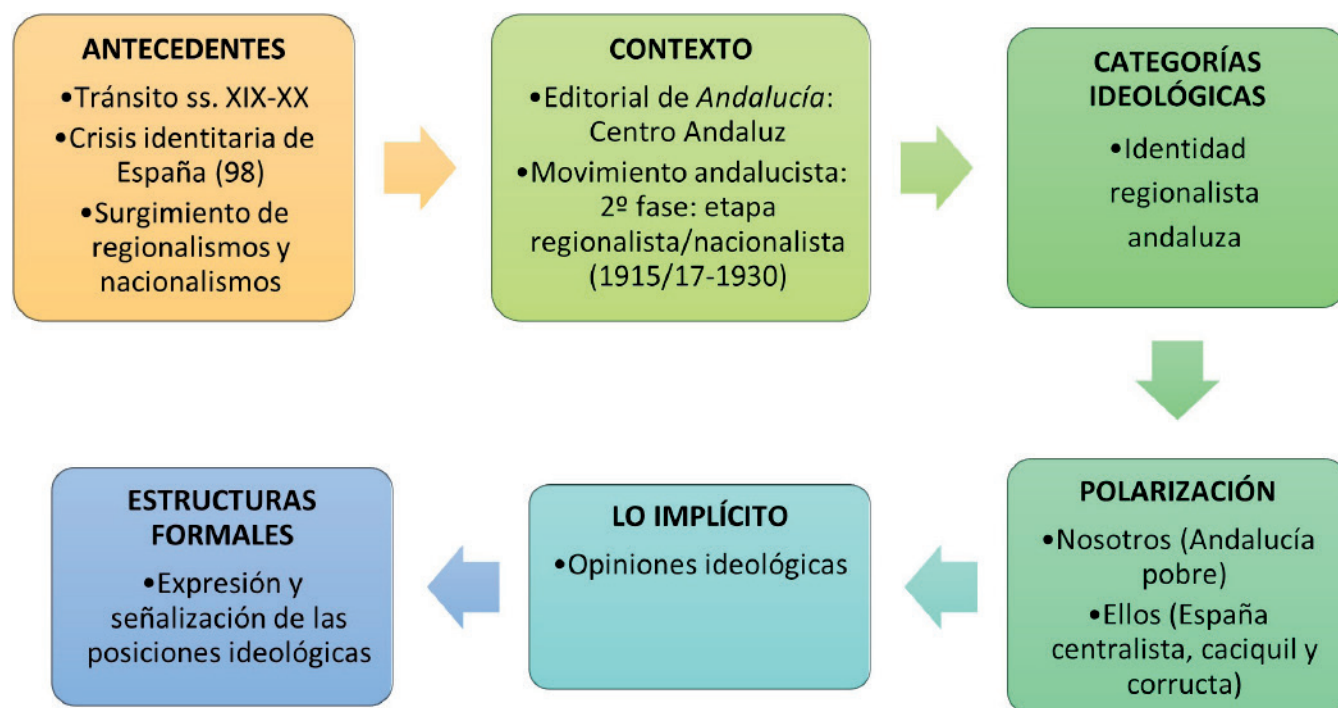 ANTECEDENTES
•Tránsito ss. XIX-XX
•Crisis identitaria de
España (98)
•Surgimiento de
regionalismos y
nacionalismos
CONTEXTO
•Editorial de Andalucía:
Centro Andaluz
•Movimiento andalucista:
2º fase: etapa
regionalista/nacionalista
(1915/17-1930)
CATEGORÍAS
IDEOLÓGICAS
•Identidad
regionalista
andaluza
POLARIZACIÓN
•Nosotros (Andalucía
pobre)
•Ellos (España
centralista, caciquil y
corructa)
LO IMPLÍCITO
•Opiniones ideológicas
ESTRUCTURAS
FORMALES
•Expresión y
señalización de las
posiciones ideológicas